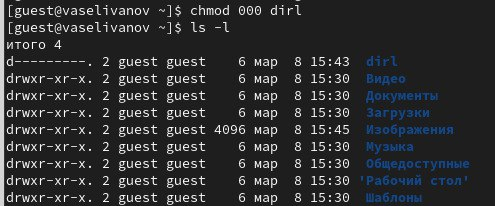 [guest@vaselivanov ~]$ chmod 000 dirl
[guest@vaselivanov ~]$ ls -l
итого 4
d---------. 2 guest guest    6 мар  8 15:43  dirl
drwxr-xr-x. 2 guest guest    6 мар  8 15:30  Видео
drwxr-xr-x. 2 guest guest    6 мар  8 15:30  Документы
drwxr-xr-x. 2 guest guest    6 мар  8 15:30  Загрузки
drwxr-xr-x. 2 guest guest 4096 мар  8 15:45  Изображения
drwxr-xr-x. 2 guest guest    6 мар  8 15:30  Музыка
drwxr-xr-x. 2 guest guest    6 мар  8 15:30  Общедоступные
drwxr-xr-x. 2 guest guest    6 мар  8 15:30 'Рабочий стол'
drwxr-xr-x. 2 guest guest    6 мар  8 15:30  Шаблоны